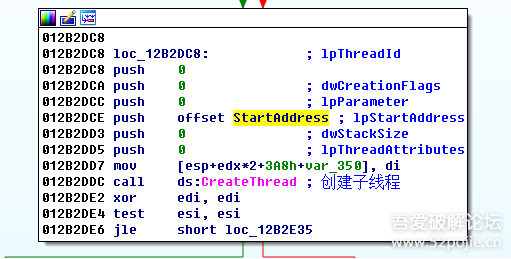 012B2DC8
012B2DC8 loc_12B2DC8: ; lpThreadId
012B2DC8 push 0
012B2DCA push 0 ; dwCreationFlags
012B2DCC push 0 ; lpParameter
012B2DCE push offset StartAddress ; lpStartAddress
012B2DD3 push 0 ; dwStackSize
012B2DD5 push 0 ; lpThreadAttributes
012B2DD7 mov [esp+edx*2+3A8h+var_350], di
012B2DDC call ds:CreateThread ; 创建子线程
012B2DE2 xor edi, edi
012B2DE4 test esi, esi
012B2DE6 jle short loc_12B2E35
吾爱破解论坛
www.52pojie.cn